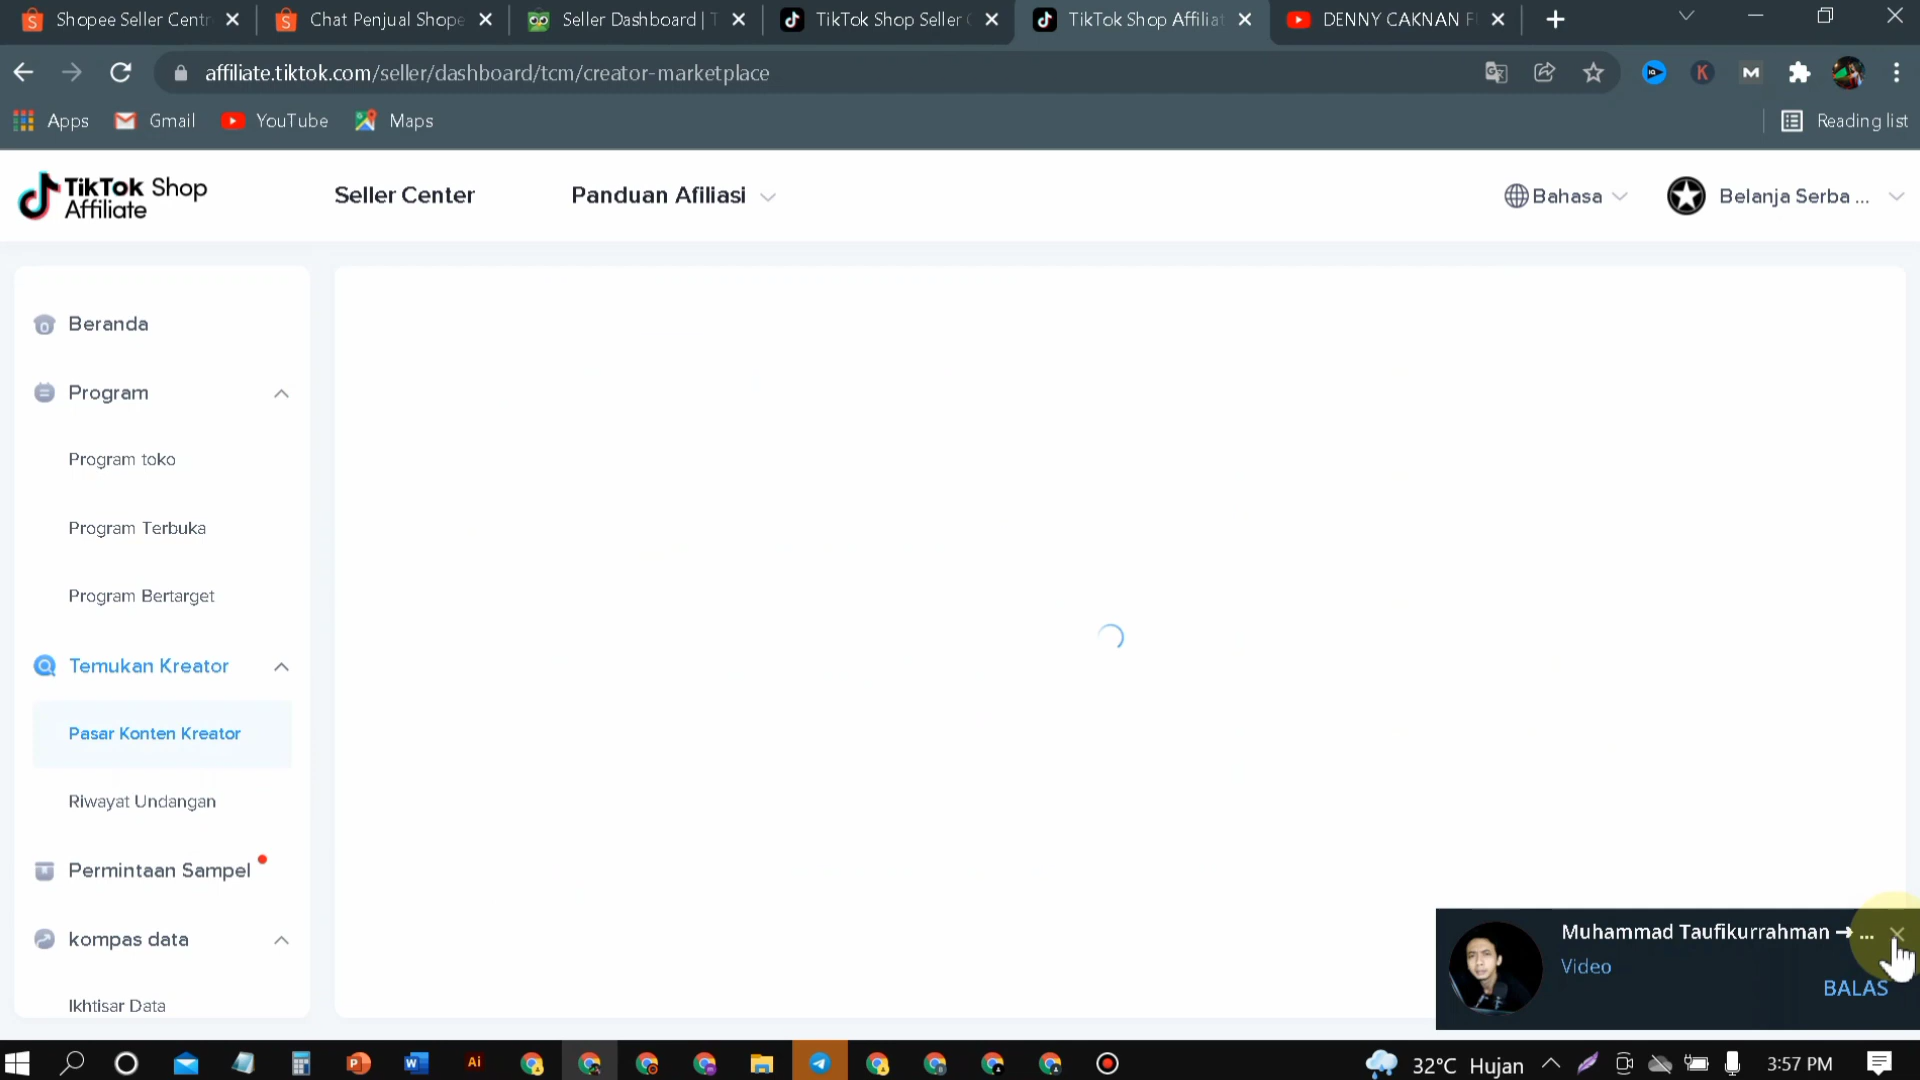 Shopee Seller Centr
Chat Penjual Shope
Seller Dashboard | T
TikTok Shop Seller
TikTok Shop Affiliat
DENNY CAKNAN F
affiliate.tiktok.com/seller/dashboard/tcm/creator-marketplace
Apps
Gmail
YouTube
Maps
Reading list
TikTok Shop
Affiliate
Seller Center
Panduan Afiliasi
Bahasa
Belanja Serba ...
Beranda
Program
Program toko
Program Terbuka
Program Bertarget
Temukan Kreator
Pasar Konten Kreator
Riwayat Undangan
Permintaan Sampel
kompas data
Ikhtisar Data
Muhammad Taufikurrahman → ...
Video
BALAS
32°C Hujan
3:57 PM